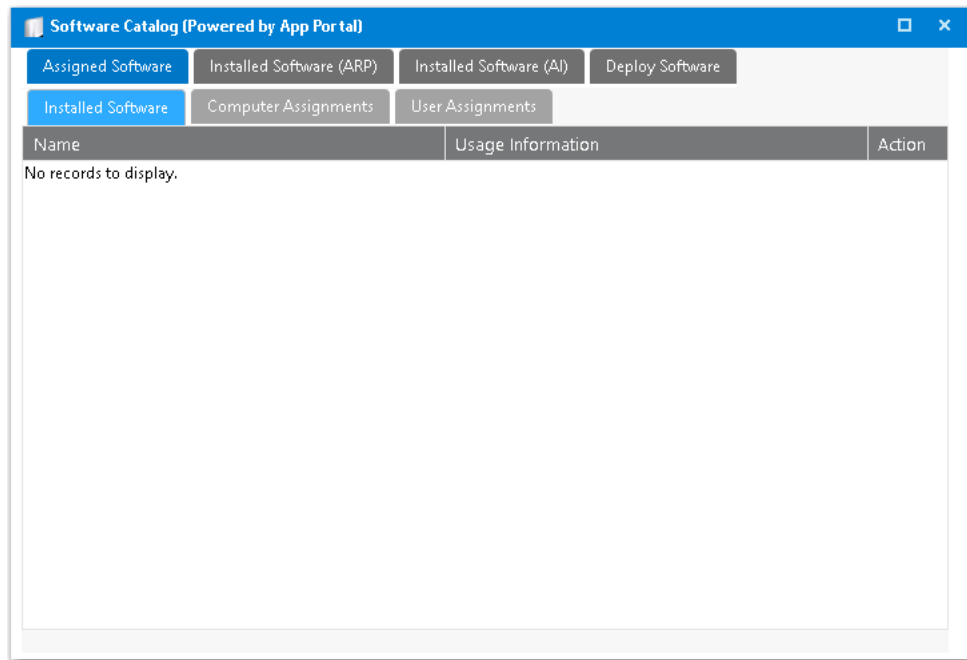 Software Catalog (Powered by App Portal)
Assigned Software Installed Software (ARP) Installed Software (AI) Deploy Software
Installed Software Computer Assignments User Assignments
Name Usage Information Action
No records to display.